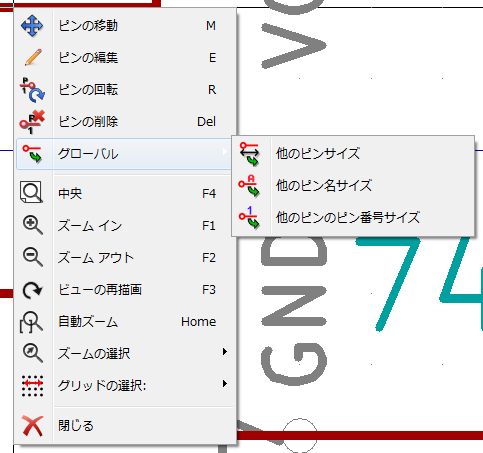 ピンの移動 M
ピンの編集 E
ピンの回転 R
ピンの削除 Del
グローバル
他のピンサイズ
他のピン名サイズ
他のピンのピン番号サイズ
中央 F4
ズーム イン F1
ズーム アウト F2
ビューの再描画 F3
自動ズーム Home
ズームの選択
グリッドの選択:
閉じる
GND
74